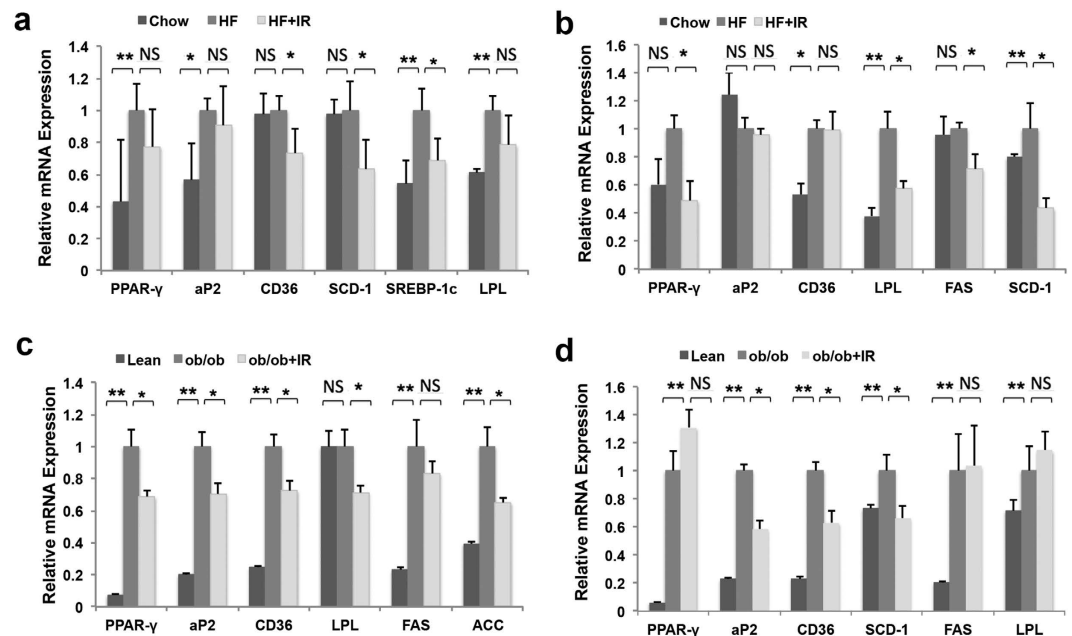 a
Chow HF HF+IR
Relative mRNA Expression
1.4
1.2
1
0.8
0.6
0.4
0.2
0
** NS * NS NS * NS * ** * ** NS
PPAR-γ aP2 CD36 SCD-1 SREBP-1c LPL
b
Chow HF HF+IR
Relative mRNA Expression
1.6
1.4
1.2
1
0.8
0.6
0.4
0.2
0
NS * NS NS * NS ** * NS * ** *
PPAR-γ aP2 CD36 LPL FAS SCD-1
c
Lean ob/ob ob/ob+IR
Relative mRNA Expression
1.4
1.2
1
0.8
0.6
0.4
0.2
0
** * ** * ** * NS * ** NS ** *
PPAR-γ aP2 CD36 LPL FAS ACC
d
Lean ob/ob ob/ob+IR
Relative mRNA Expression
1.6
1.4
1.2
1
0.8
0.6
0.4
0.2
0
** NS ** * ** * ** * ** NS ** NS
PPAR-γ aP2 CD36 SCD-1 FAS LPL